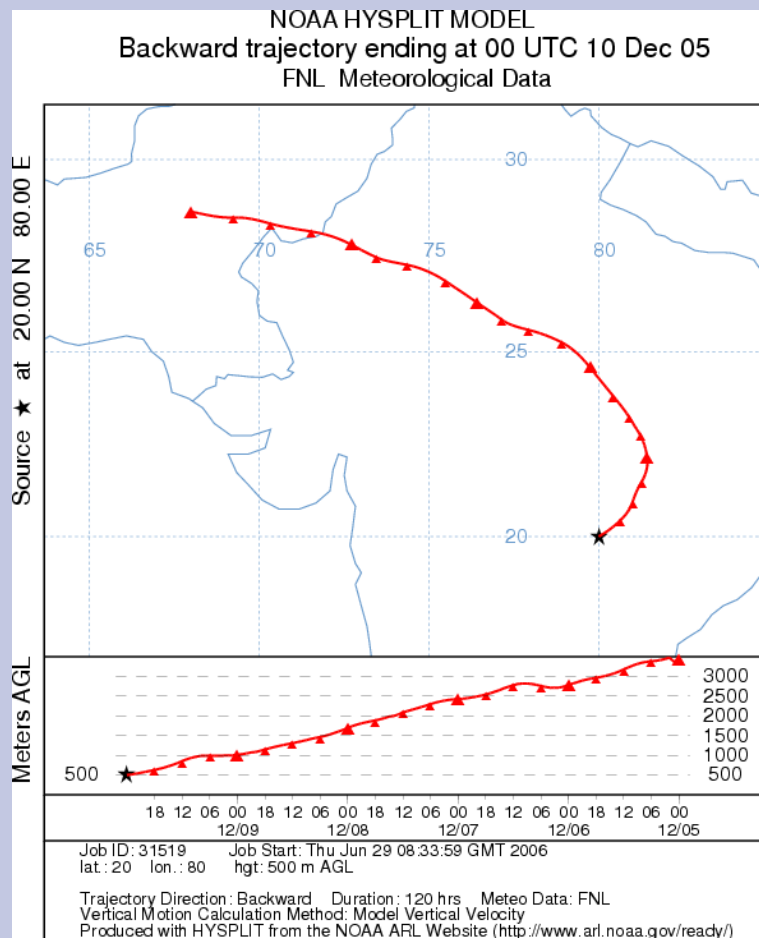 NOAA HYSPLIT MODEL
Backward trajectory ending at 00 UTC 10 Dec 05
FNL Meteorological Data
Source ★ at 20.00 N 80.00 E
30
65 70 75 80
25
20
Meters AGL
3000
2500
2000
1500
1000
500 500
18 12 06 00 18 12 06 00 18 12 06 00 18 12 06 00 18 12 06 00
12/09 12/08 12/07 12/06 12/05
Job ID: 31519 Job Start: Thu Jun 29 08:33:59 GMT 2006
lat.: 20 lon.: 80 hgt: 500 m AGL
Trajectory Direction: Backward Duration: 120 hrs Meteo Data: FNL
Vertical Motion Calculation Method: Model Vertical Velocity
Produced with HYSPLIT from the NOAA ARL Website (http://www.arl.noaa.gov/ready/)